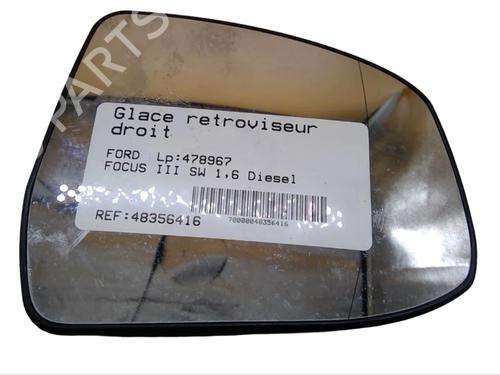 Glace retroviseur
droit
FORD Lp:478967
FOCUS III SW 1,6 Diesel
REF:48356416
70000048356416
PARTS